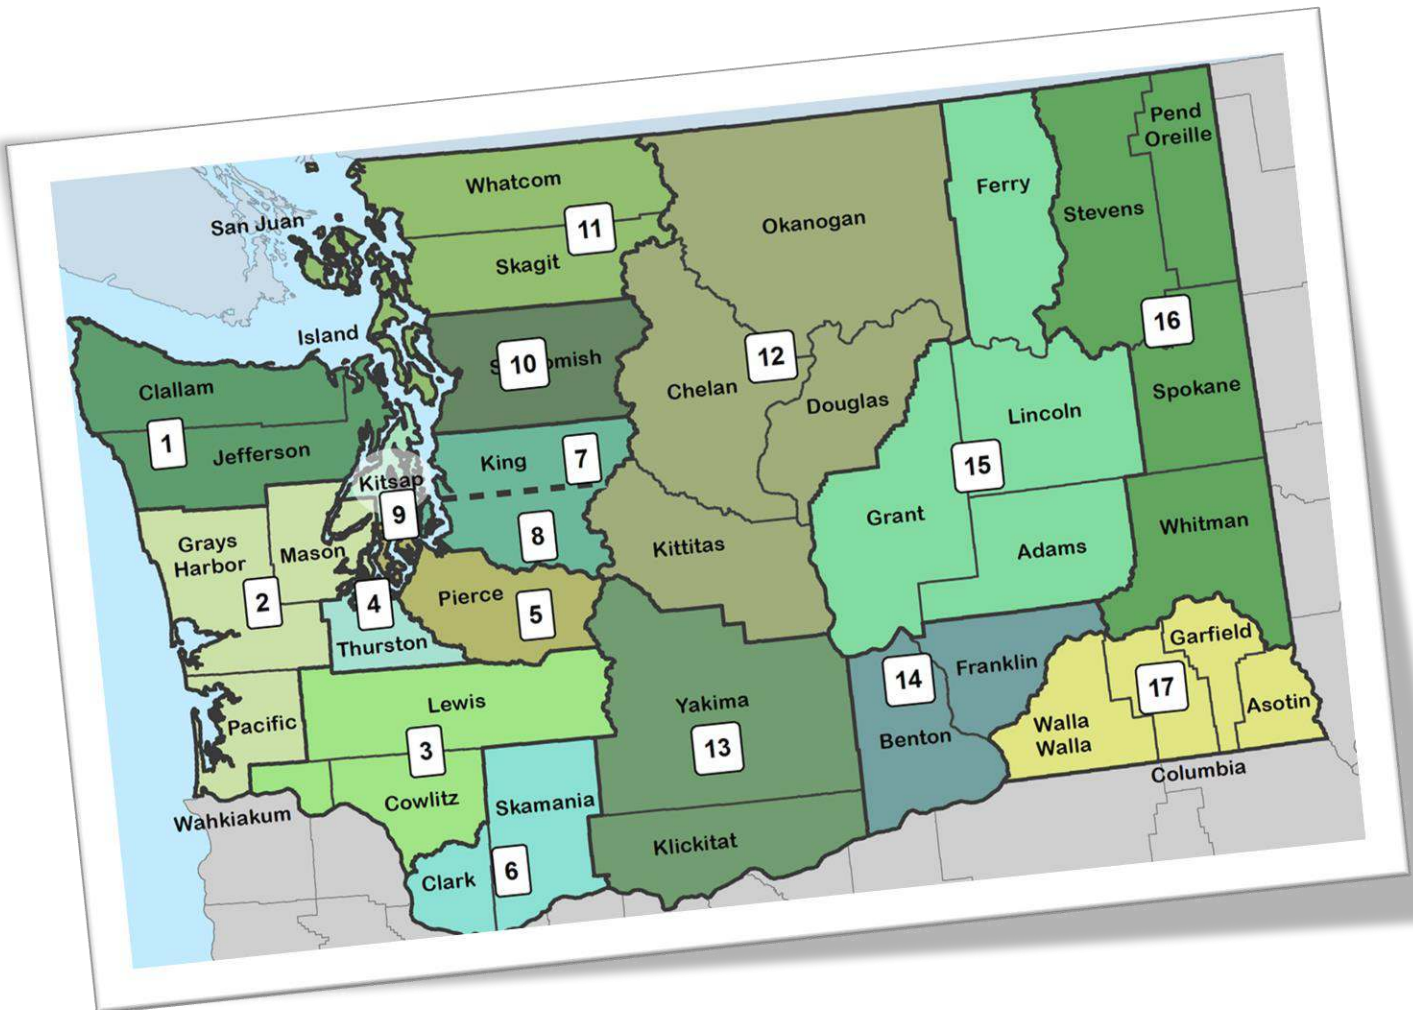 Pend
Oreille
Whatcom
Ferry
San Juan
Okanogan
Stevens
11
Skagit
Island
16
10
12
Clallam
Chelan
Douglas
Lincoln
Spokane
1
Jefferson
King
7
Kitsap
15
9
Grant
8
Grays
Harbor
Mason
Kittitas
Adams
Whitman
2
4
Pierce
5
Thurston
Garfield
14
Franklin
17
Lewis
Yakima
Pacific
Walla
Walla
Asotin
3
13
Benton
Columbia
Cowlitz
Skamania
Wahkiakum
Klickitat
Clark
6